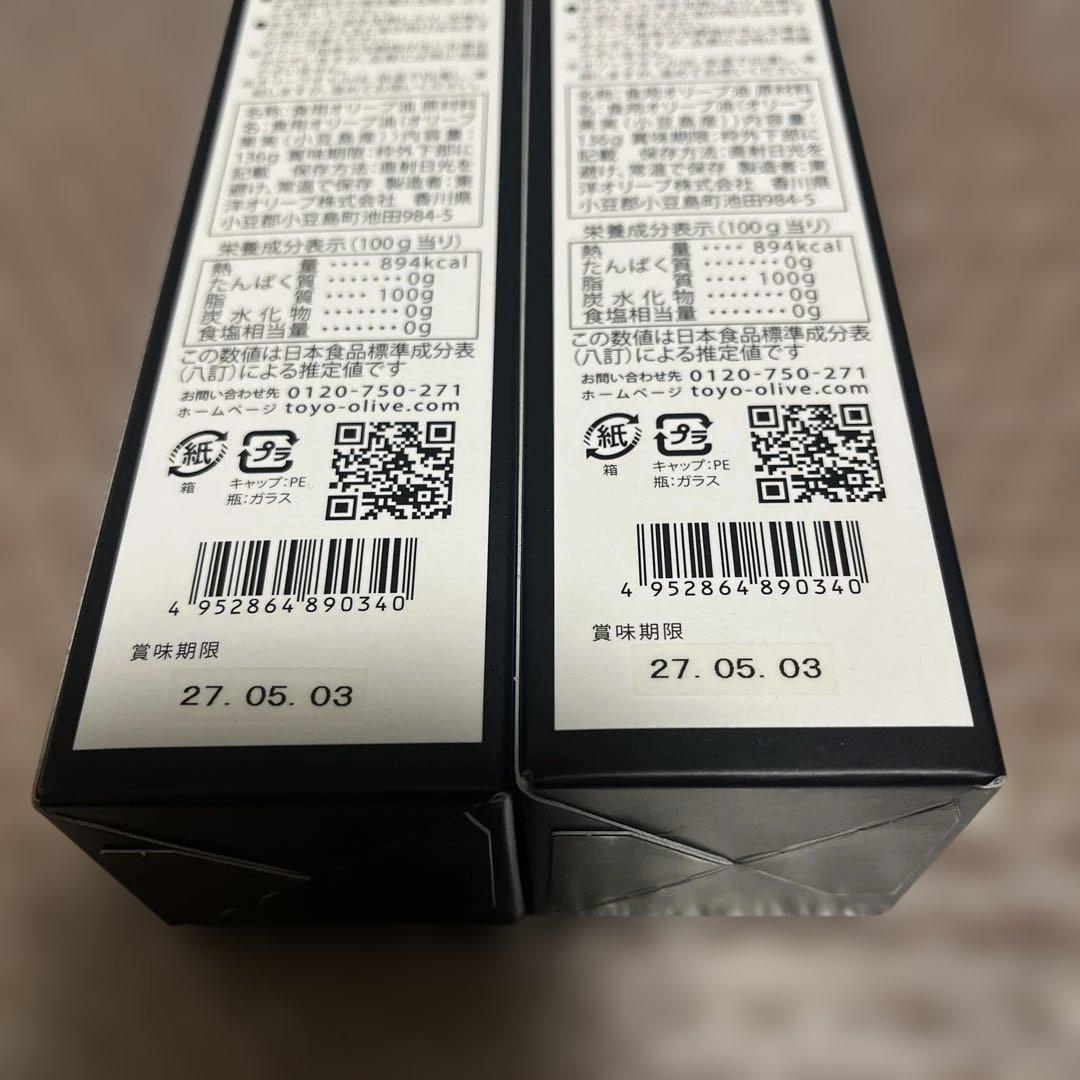 名称：食用オリーブ油 原材料
名：食用オリーブ油（オリーブ
果実（小豆島産））内容量：
136g 賞味期限：枠外下部に
記載　保存方法：直射日光を
避け、常温で保存 製造者：東
洋オリーブ株式会社　香川県
小豆郡小豆島町池田984-5
栄養成分表示（100g当り）
熱量 ････ 894kcal
たんぱく質 ･･･････ 0g
脂質 ････ 100g
炭水化物 ･･･････ 0g
食塩相当量 ･･･････ 0g
この数値は日本食品標準成分表
（八訂）による推定値です
お問い合わせ先 0120-750-271
ホームページ toyo-olive.com
紙
箱
プラ
キャップ：PE
瓶：ガラス
4 952864 890340
賞味期限
27. 05. 03
名称：食用オリーブ油 原材料
名：食用オリーブ油（オリーブ
果実（小豆島産））内容量：
136g 賞味期限：枠外下部に
記載　保存方法：直射日光を
避け、常温で保存 製造者：東
洋オリーブ株式会社　香川県
小豆郡小豆島町池田984-5
栄養成分表示（100g当り）
熱量 ････ 894kcal
たんぱく質 ･･･････ 0g
脂質 ････ 100g
炭水化物 ･･･････ 0g
食塩相当量 ･･･････ 0g
この数値は日本食品標準成分表
（八訂）による推定値です
お問い合わせ先 0120-750-271
ホームページ toyo-olive.com
紙
箱
プラ
キャップ：PE
瓶：ガラス
4 952864 890340
賞味期限
27. 05. 03